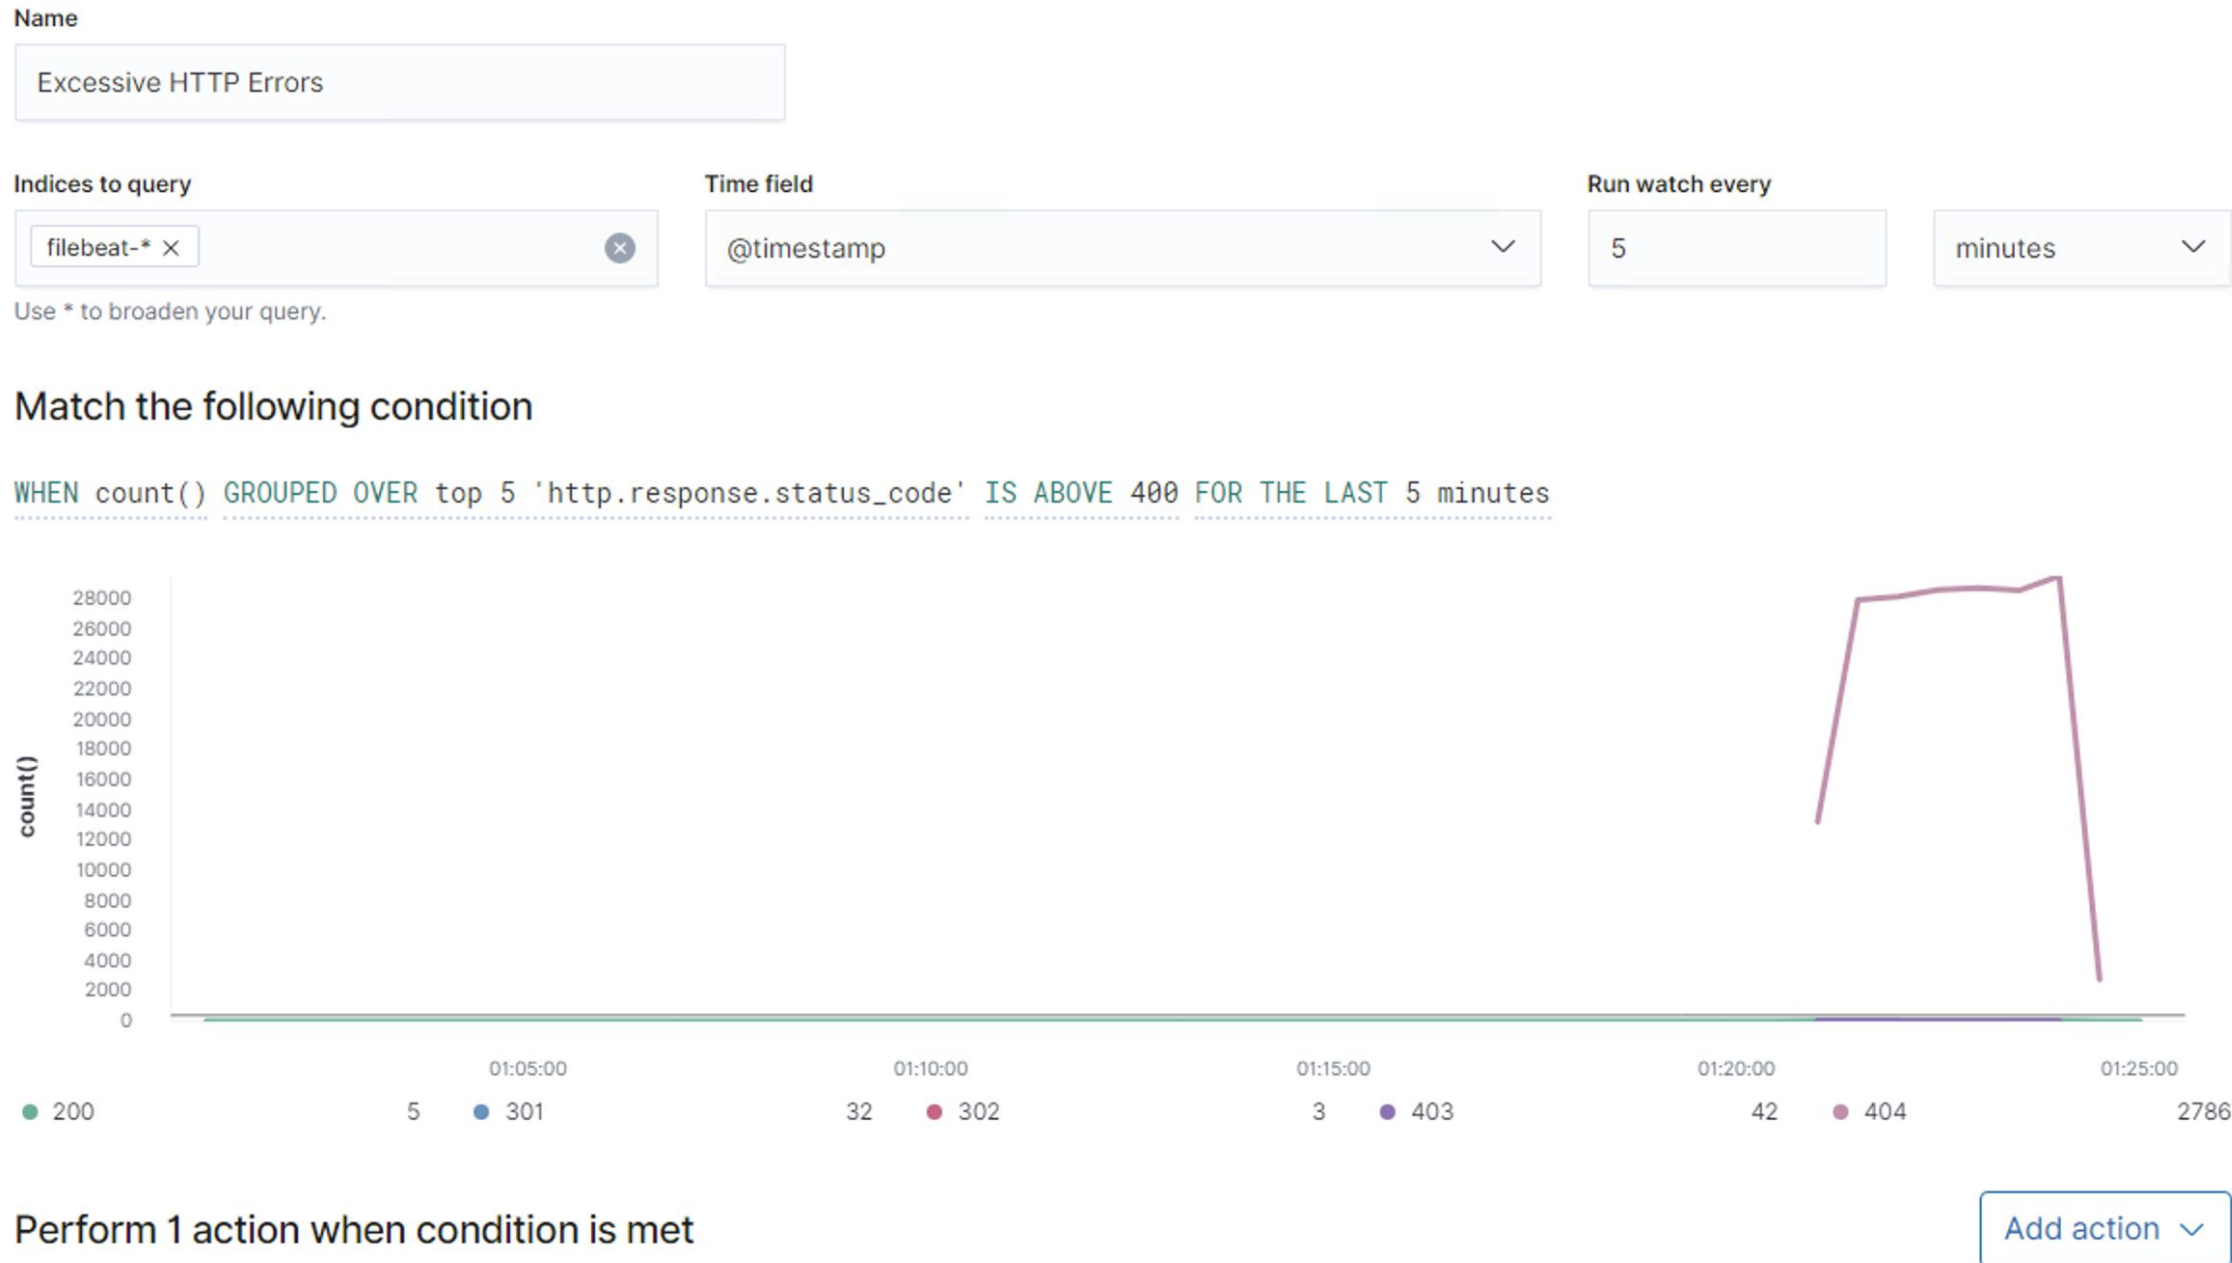 Name
Excessive HTTP Errors
Indices to query
Time field
Run watch every
filebeat-*
@timestamp
5
minutes
Use * to broaden your query.
Match the following condition
WHEN count() GROUPED OVER top 5 'http.response.status_code' IS ABOVE 400 FOR THE LAST 5 minutes
count()
28000
26000
24000
22000
20000
18000
16000
14000
12000
10000
8000
6000
4000
2000
0
01:05:00 01:10:00 01:15:00 01:20:00 01:25:00
200 5 301 32 302 3 403 42 404 2786
Perform 1 action when condition is met
Add action